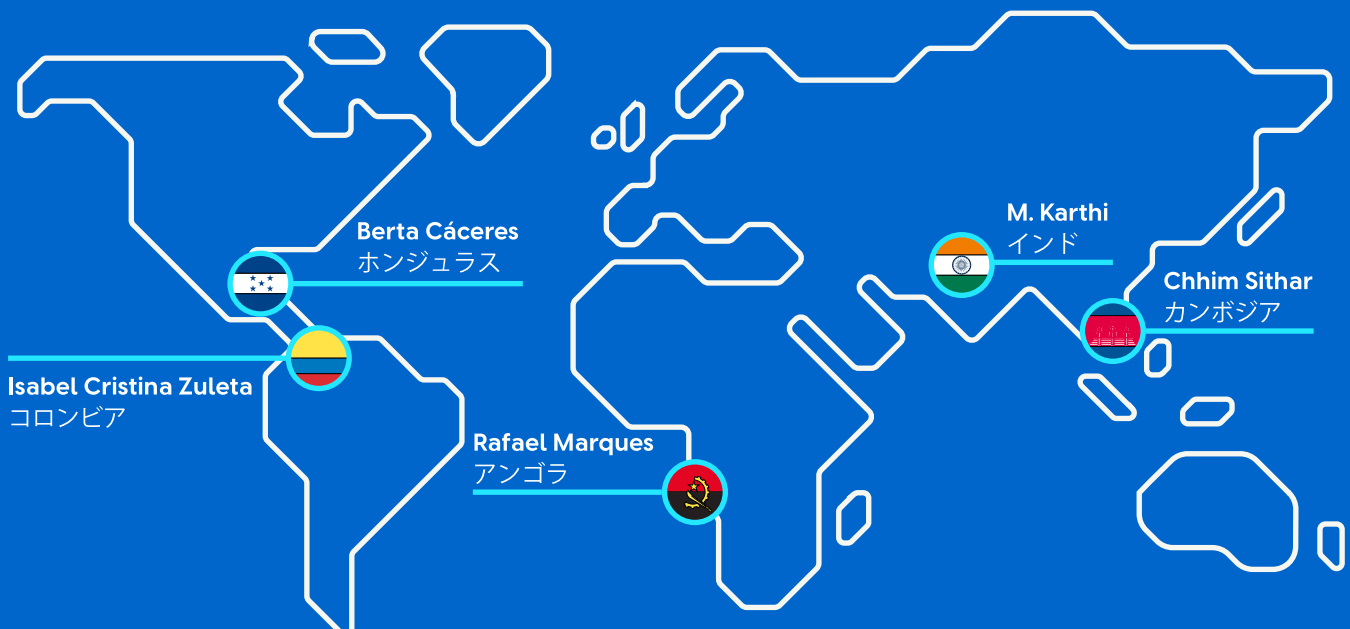 Berta Cáceres
ホンジュラス
Isabel Cristina Zuleta
コロンビア
Rafael Marques
アンゴラ
M. Karthi
インド
Chhim Sithar
カンボジア